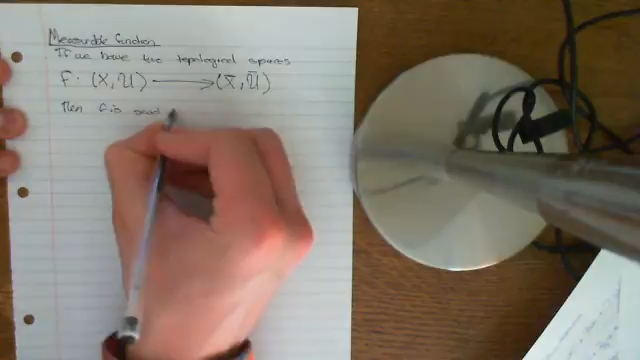 Measurable function
If we have two topological spaces
f : (X, U) ⟶ (X̄, Ū)
Then f is said